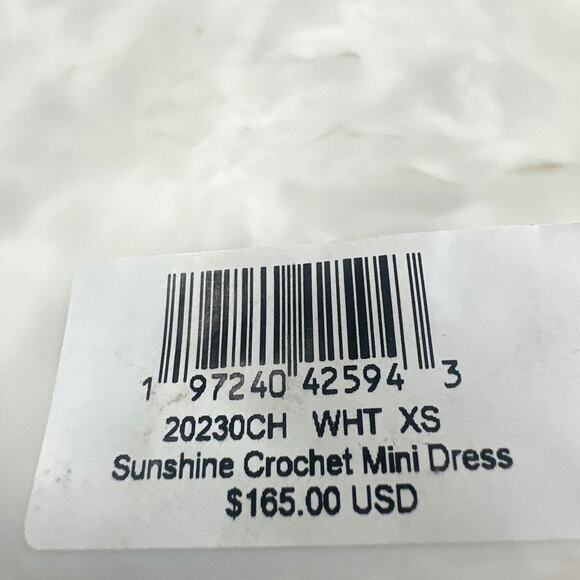 1 97240 42594 3
20230CH WHT XS
Sunshine Crochet Mini Dress
$165.00 USD